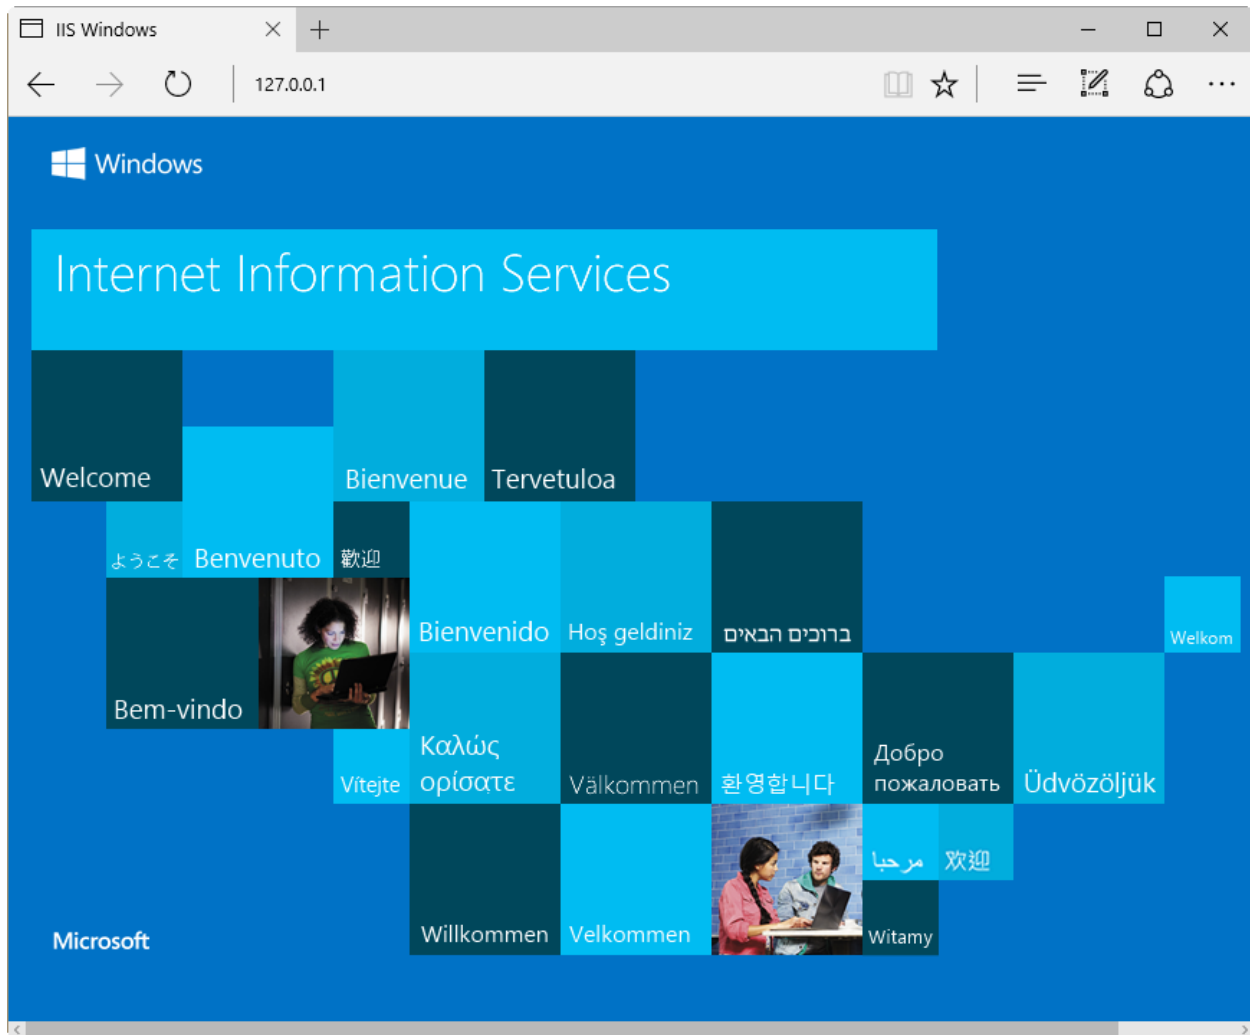 IIS Windows
127.0.0.1
Windows
Internet Information Services
Welcome
Bienvenue
Tervetuloa
ようこそ
Benvenuto
歡迎
Bienvenido
Hoş geldiniz
ברוכים הבאים
Welkom
Bem-vindo
Vítejte
Καλώς
ορίσατε
Välkommen
환영합니다
Добро
пожаловать
Üdvözöljük
مرحبا
欢迎
Willkommen
Velkommen
Witamy
Microsoft